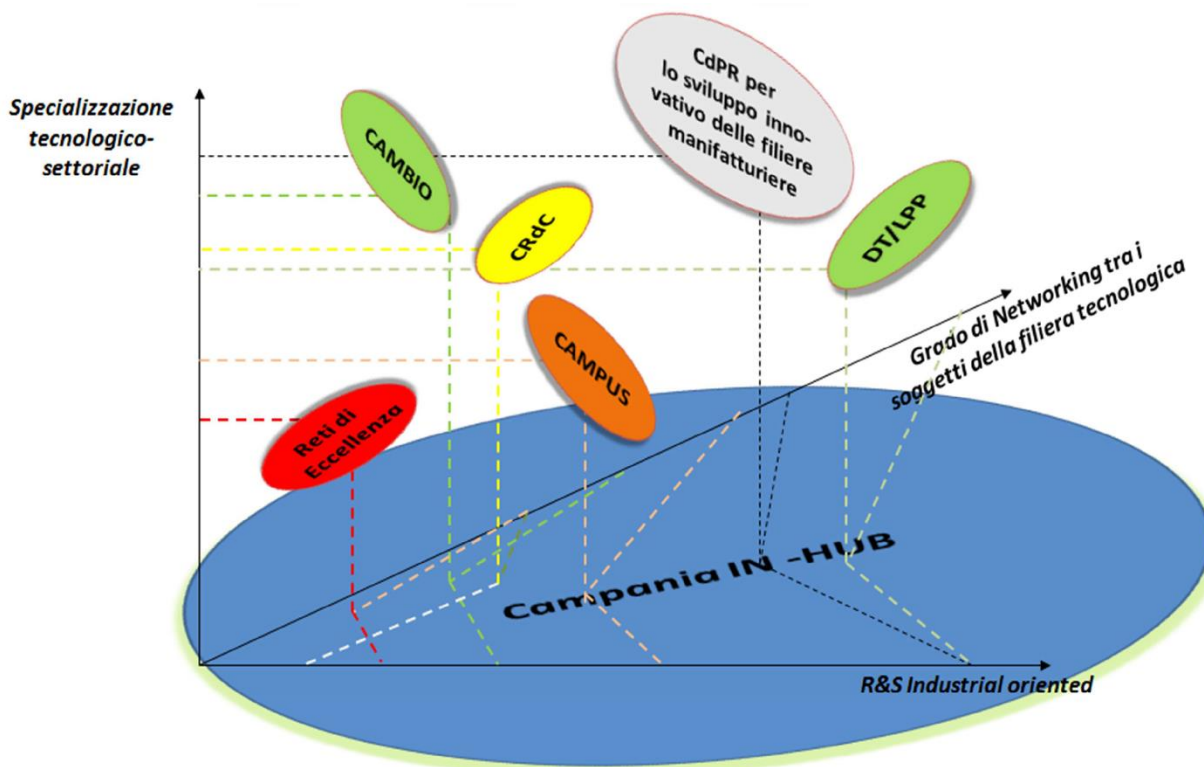 Specializzazione
tecnologico-
settoriale
CAMBIO
CRdC
CdPR per
lo sviluppo inno-
vativo delle filiere
manifatturiere
DT/LPP
CAMPUS
Reti di
Eccellenza
Grado di Networking tra i
soggetti della filiera tecnologica
Campania IN -HUB
R&S Industrial oriented